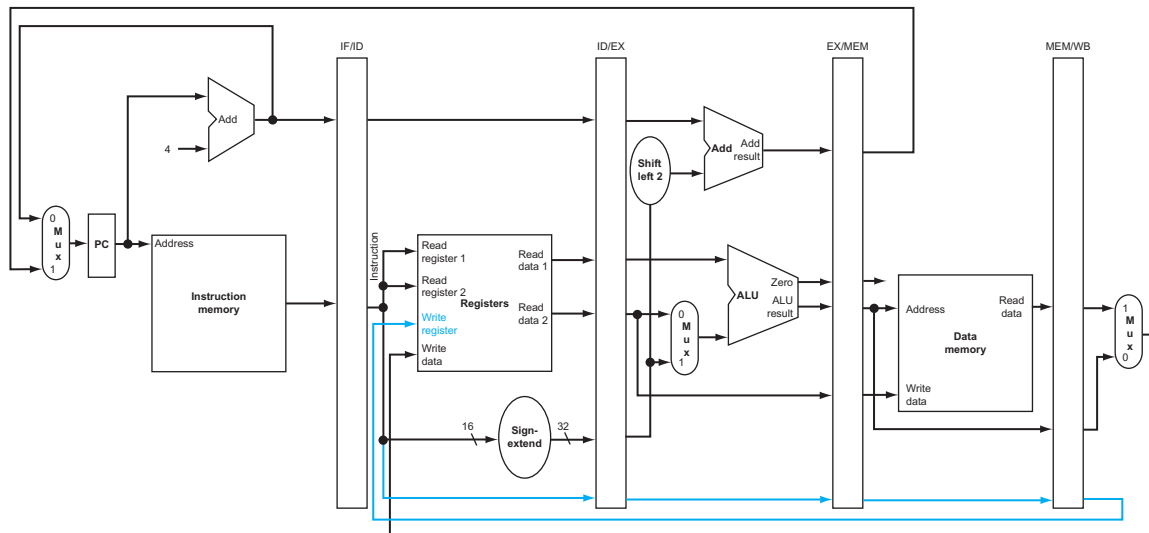 IF/ID
ID/EX
EX/MEM
MEM/WB
Add
4
Add
Add
result
Shift
left 2
0
M
u
x
1
PC
Address
Instruction
memory
Instruction
Read
register 1
Read
register 2
Registers
Write
register
Write
data
Read
data 1
Read
data 2
0
M
u
x
1
Zero
ALU
ALU
result
Address
Read
data
Data
memory
Write
data
1
M
u
x
0
16
Sign-
extend
32